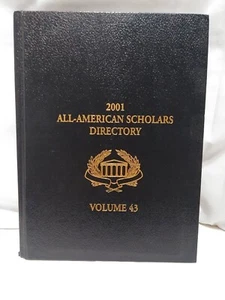 2001
ALL-AMERICAN SCHOLARS
DIRECTORY
VOLUME 43